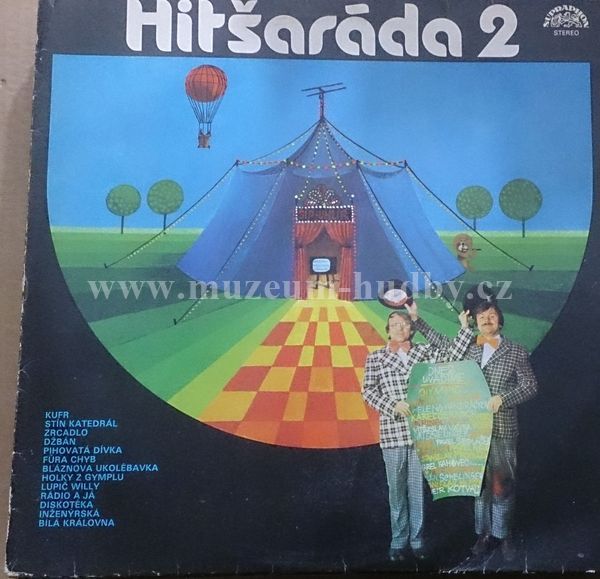 Hitšaráda 2
SUPRAPHON
STEREO
www.muzeum-hudby.cz
KUFR
STÍN KATEDRÁL
ZRCADLO
DŽBÁN
PIHOVATÁ DÍVKA
FŮRA CHYB
BLÁZNOVA UKOLÉBAVKA
HOLKY Z GYMPLU
LUPIČ WILLY
RÁDIO A JÁ
DISKOTÉKA
INŽENÝRSKÁ
BÍLÁ KRÁLOVNA
DNES
UVÁDÍME